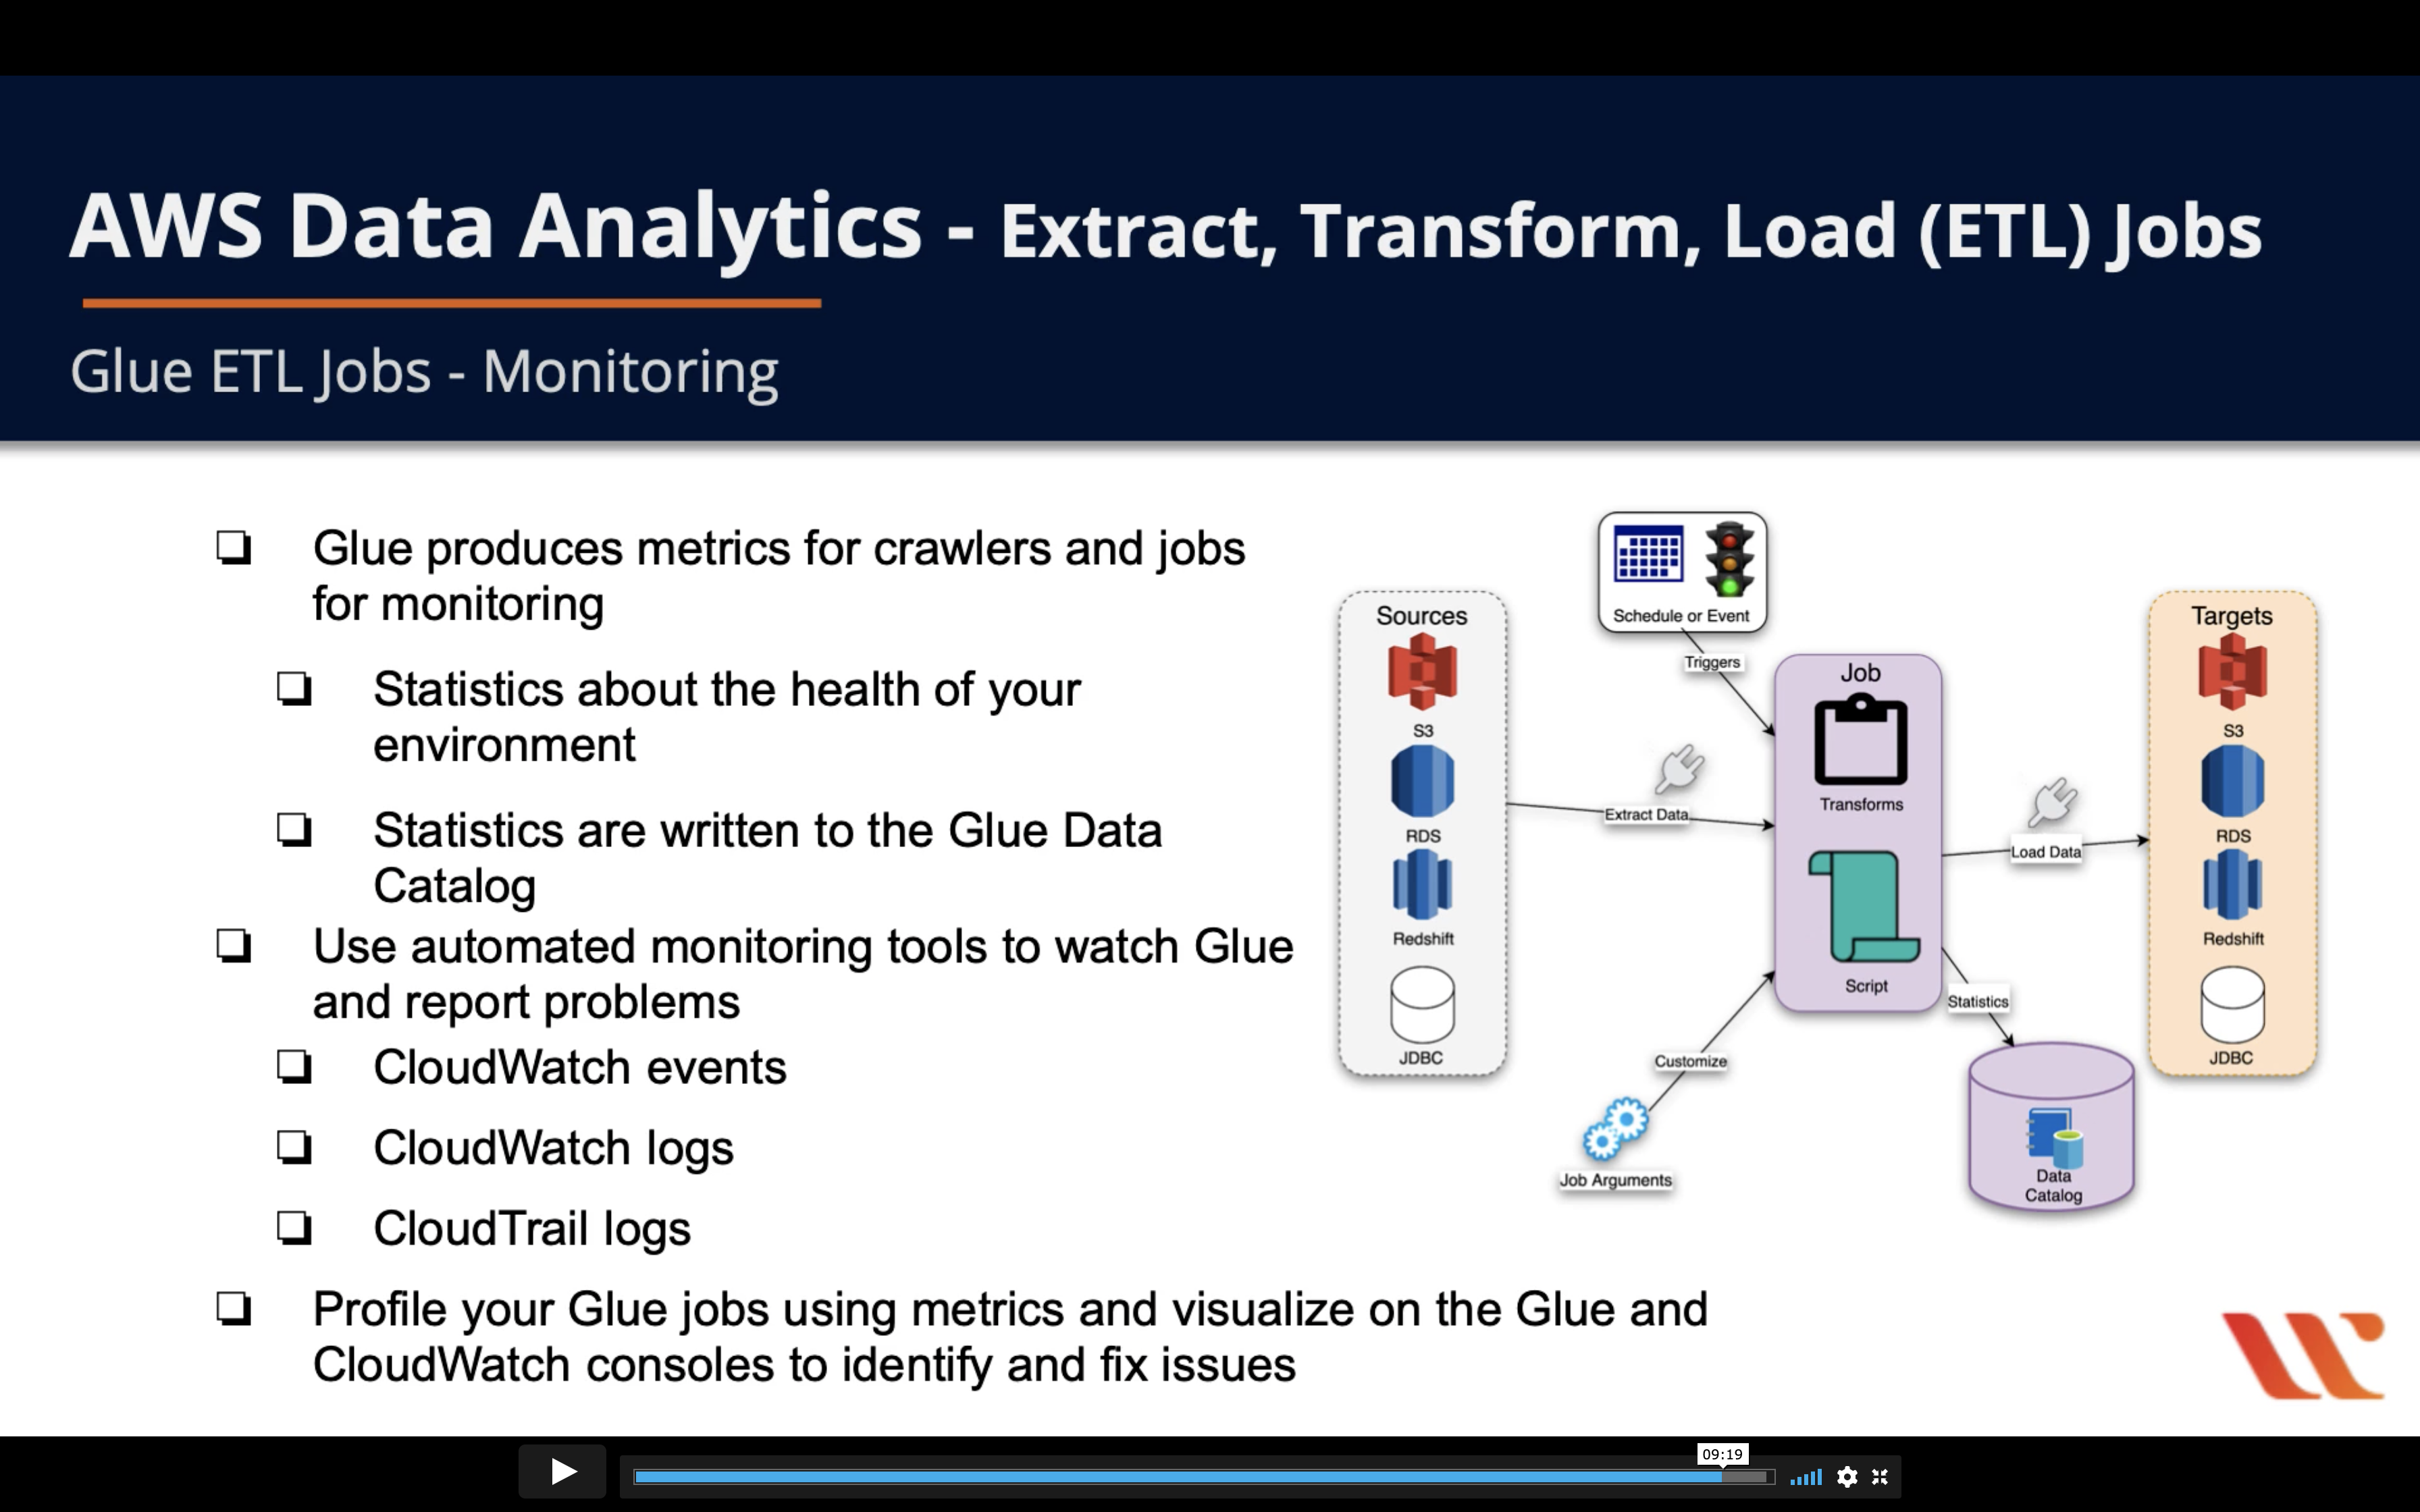 AWS Data Analytics - Extract, Transform, Load (ETL) Jobs
Glue ETL Jobs - Monitoring
Glue produces metrics for crawlers and jobs
for monitoring
Statistics about the health of your
environment
Statistics are written to the Glue Data
Catalog
Use automated monitoring tools to watch Glue
and report problems
CloudWatch events
CloudWatch logs
CloudTrail logs
Profile your Glue jobs using metrics and visualize on the Glue and
CloudWatch consoles to identify and fix issues
Schedule or Event
Triggers
Sources
S3
RDS
Redshift
JDBC
Extract Data
Job
Transforms
Script
Customize
Job Arguments
Load Data
Statistics
Data
Catalog
Targets
S3
RDS
Redshift
JDBC
09:19